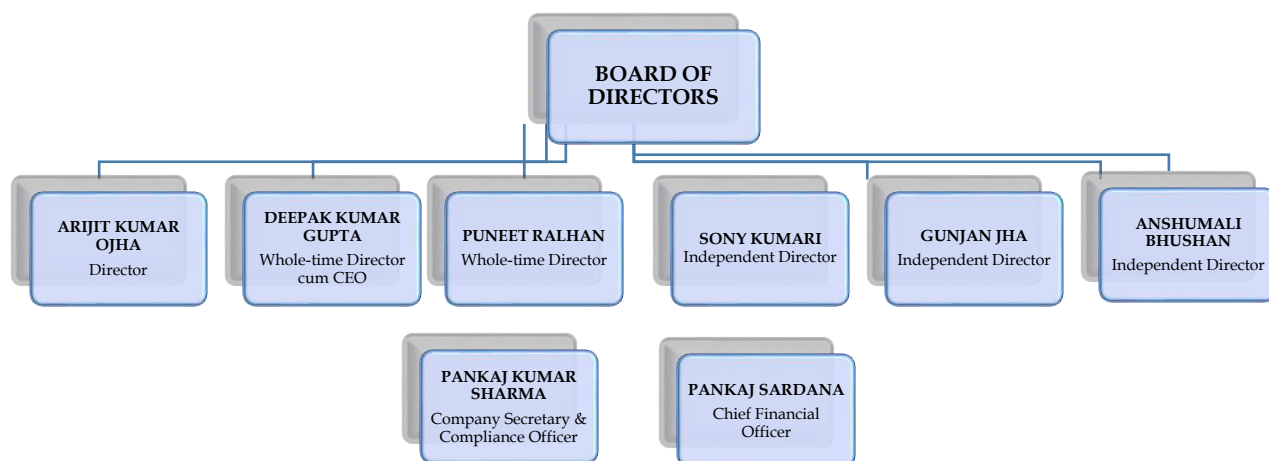 BOARD OF
DIRECTORS
ARIJIT KUMAR
OJHA
Director
DEEPAK KUMAR
GUPTA
Whole-time Director
cum CEO
PUNEET RALHAN
Whole-time Director
SONY KUMARI
Independent Director
GUNJAN JHA
Independent Director
ANSHUMALI
BHUSHAN
Independent Director
PANKAJ KUMAR
SHARMA
Company Secretary &
Compliance Officer
PANKAJ SARDANA
Chief Financial
Officer